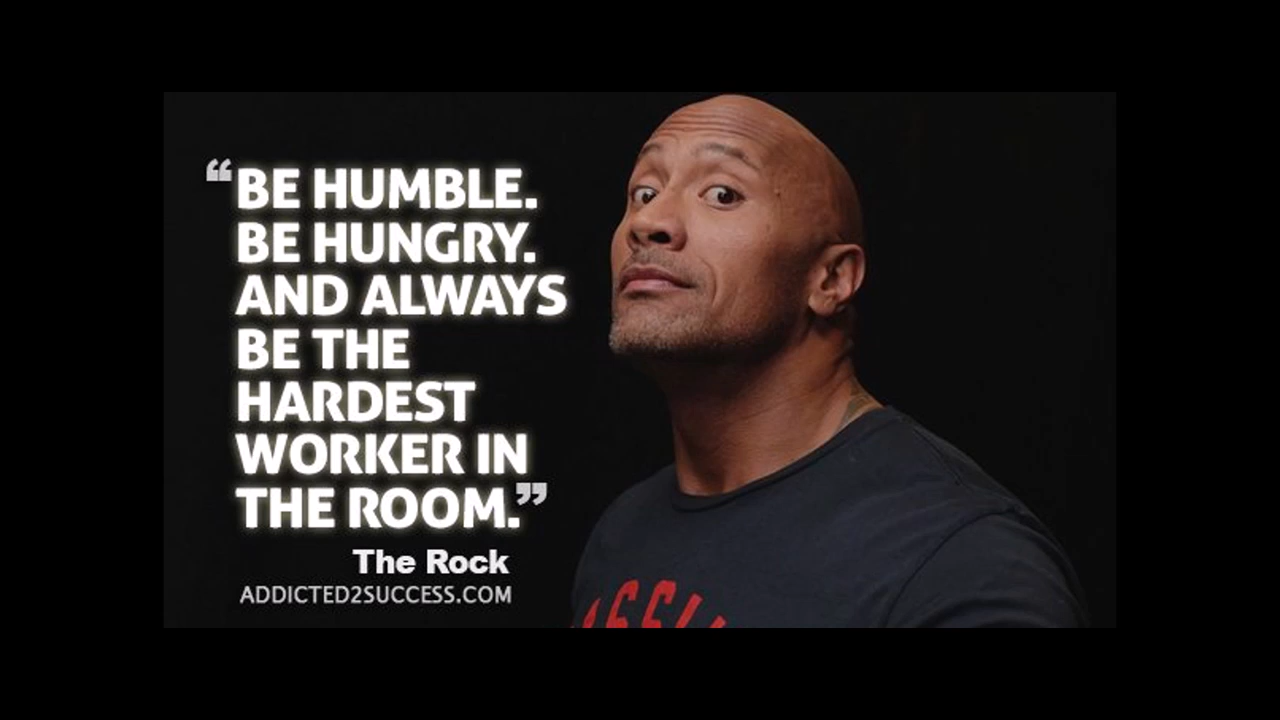 “BE HUMBLE.
BE HUNGRY.
AND ALWAYS
BE THE
HARDEST
WORKER IN
THE ROOM.”
The Rock
ADDICTED2SUCCESS.COM